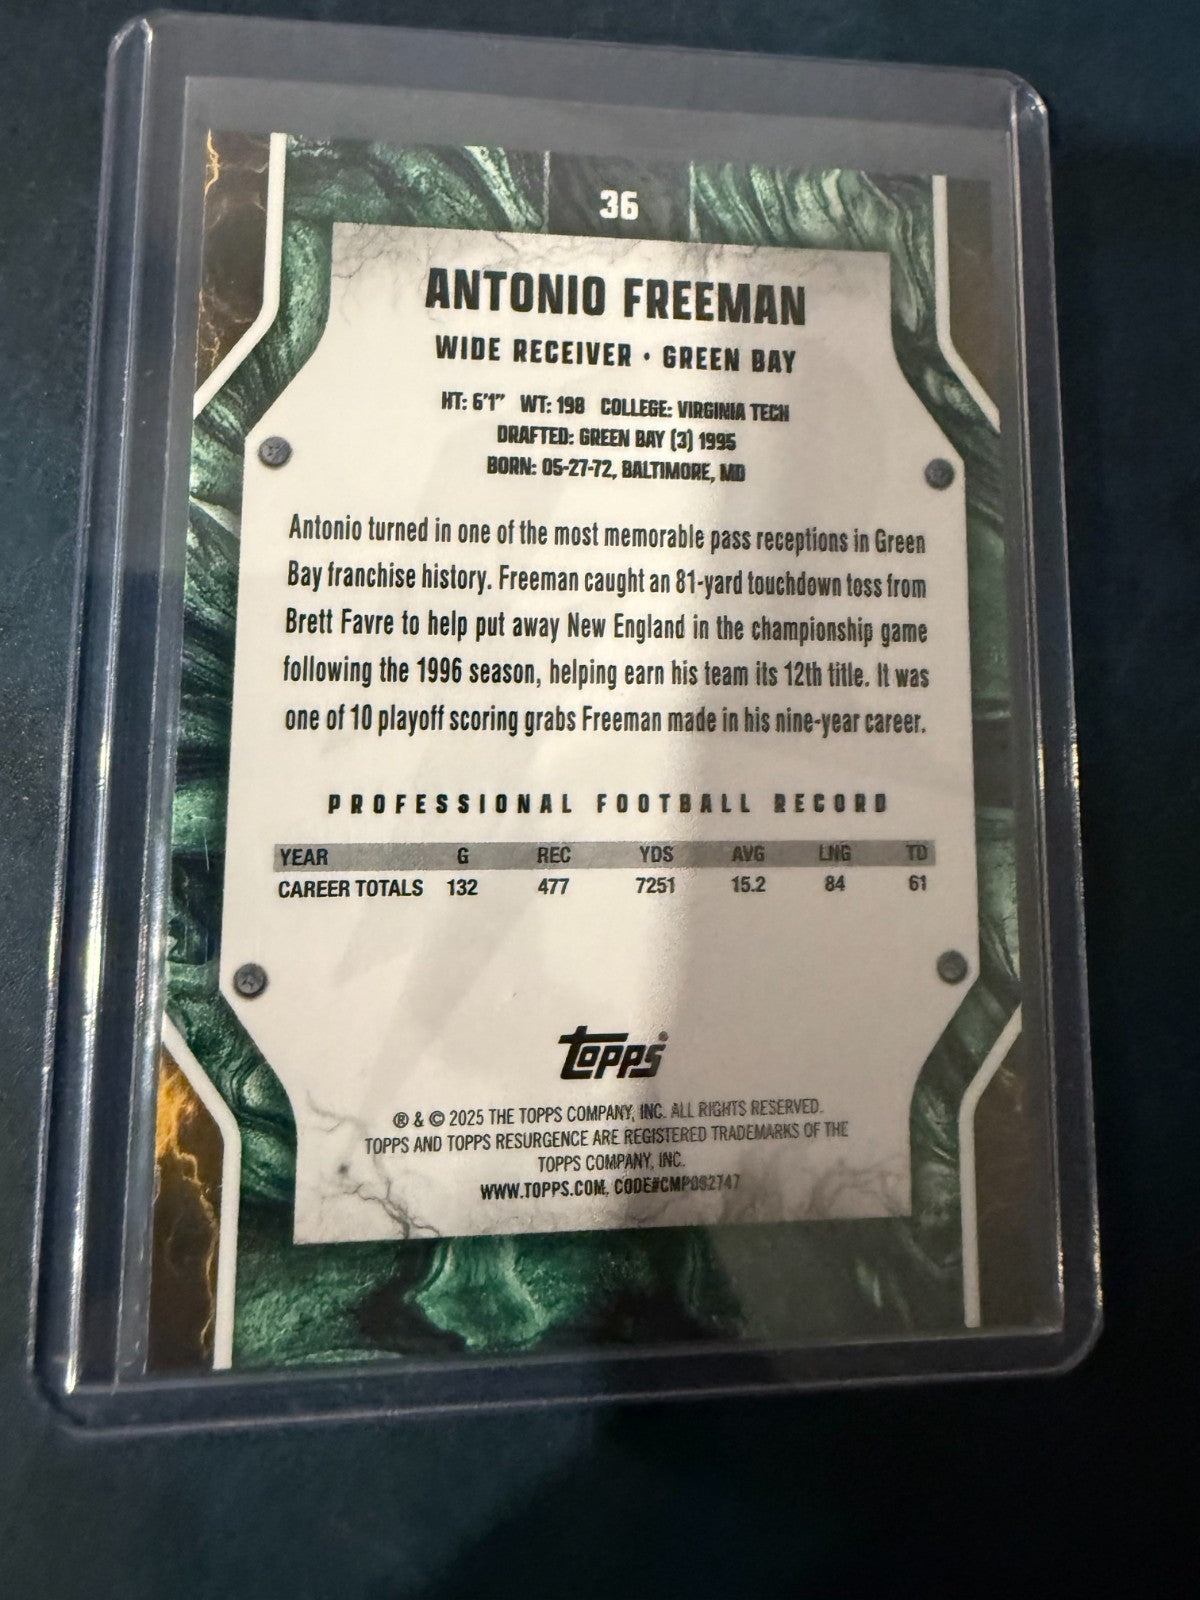 36
ANTONIO FREEMAN
WIDE RECEIVER • GREEN BAY
HT: 6'1" WT: 198 COLLEGE: VIRGINIA TECH
DRAFTED: GREEN BAY (3) 1995
BORN: 05-27-72, BALTIMORE, MD
Antonio turned in one of the most memorable pass receptions in Green
Bay franchise history. Freeman caught an 81-yard touchdown toss from
Brett Favre to help put away New England in the championship game
following the 1996 season, helping earn his team its 12th title. It was
one of 10 playoff scoring grabs Freeman made in his nine-year career.
PROFESSIONAL FOOTBALL RECORD
YEAR G REC YDS AVG LNG TD
CAREER TOTALS 132 477 7251 15.2 84 61
topps
® & © 2025 THE TOPPS COMPANY, INC. ALL RIGHTS RESERVED.
TOPPS AND TOPPS RESURGENCE ARE REGISTERED TRADEMARKS OF THE
TOPPS COMPANY, INC.
WWW.TOPPS.COM, CODE#CMP092747